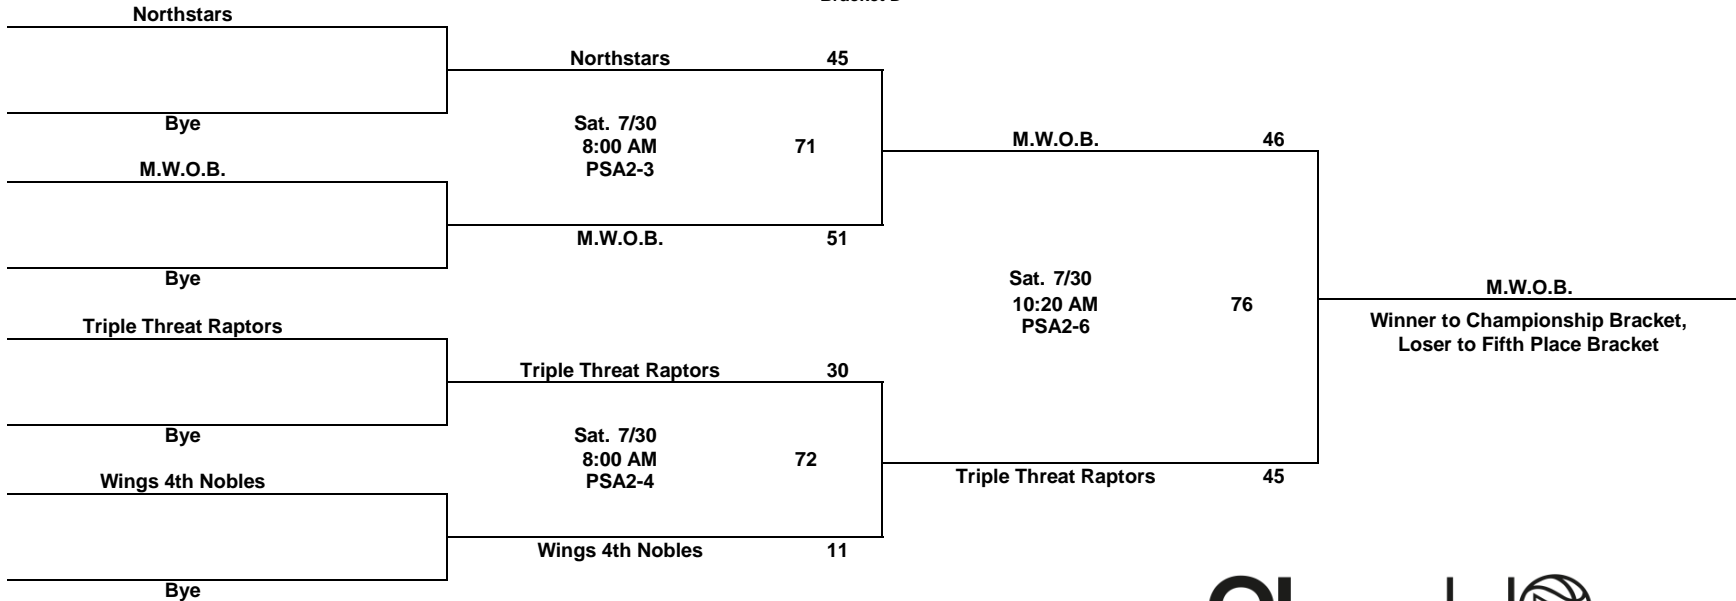 Northstars
Northstars 45
Bye
Sat. 7/30
8:00 AM 71
PSA2-3
M.W.O.B. 46
M.W.O.B.
M.W.O.B. 51
Bye
Sat. 7/30
10:20 AM 76
PSA2-6
M.W.O.B.
Winner to Championship Bracket,
Loser to Fifth Place Bracket
Triple Threat Raptors
Triple Threat Raptors 30
Bye
Sat. 7/30
8:00 AM 72
PSA2-4
Triple Threat Raptors 45
Wings 4th Nobles
Wings 4th Nobles 11
Bye